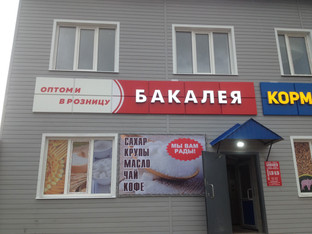 ОПТОМ И
В РОЗНИЦУ
БАКАЛЕЯ
КОРМ
САХАР
КРУПЫ
МАСЛО
ЧАЙ
КОФЕ
МЫ ВАМ
РАДЫ!